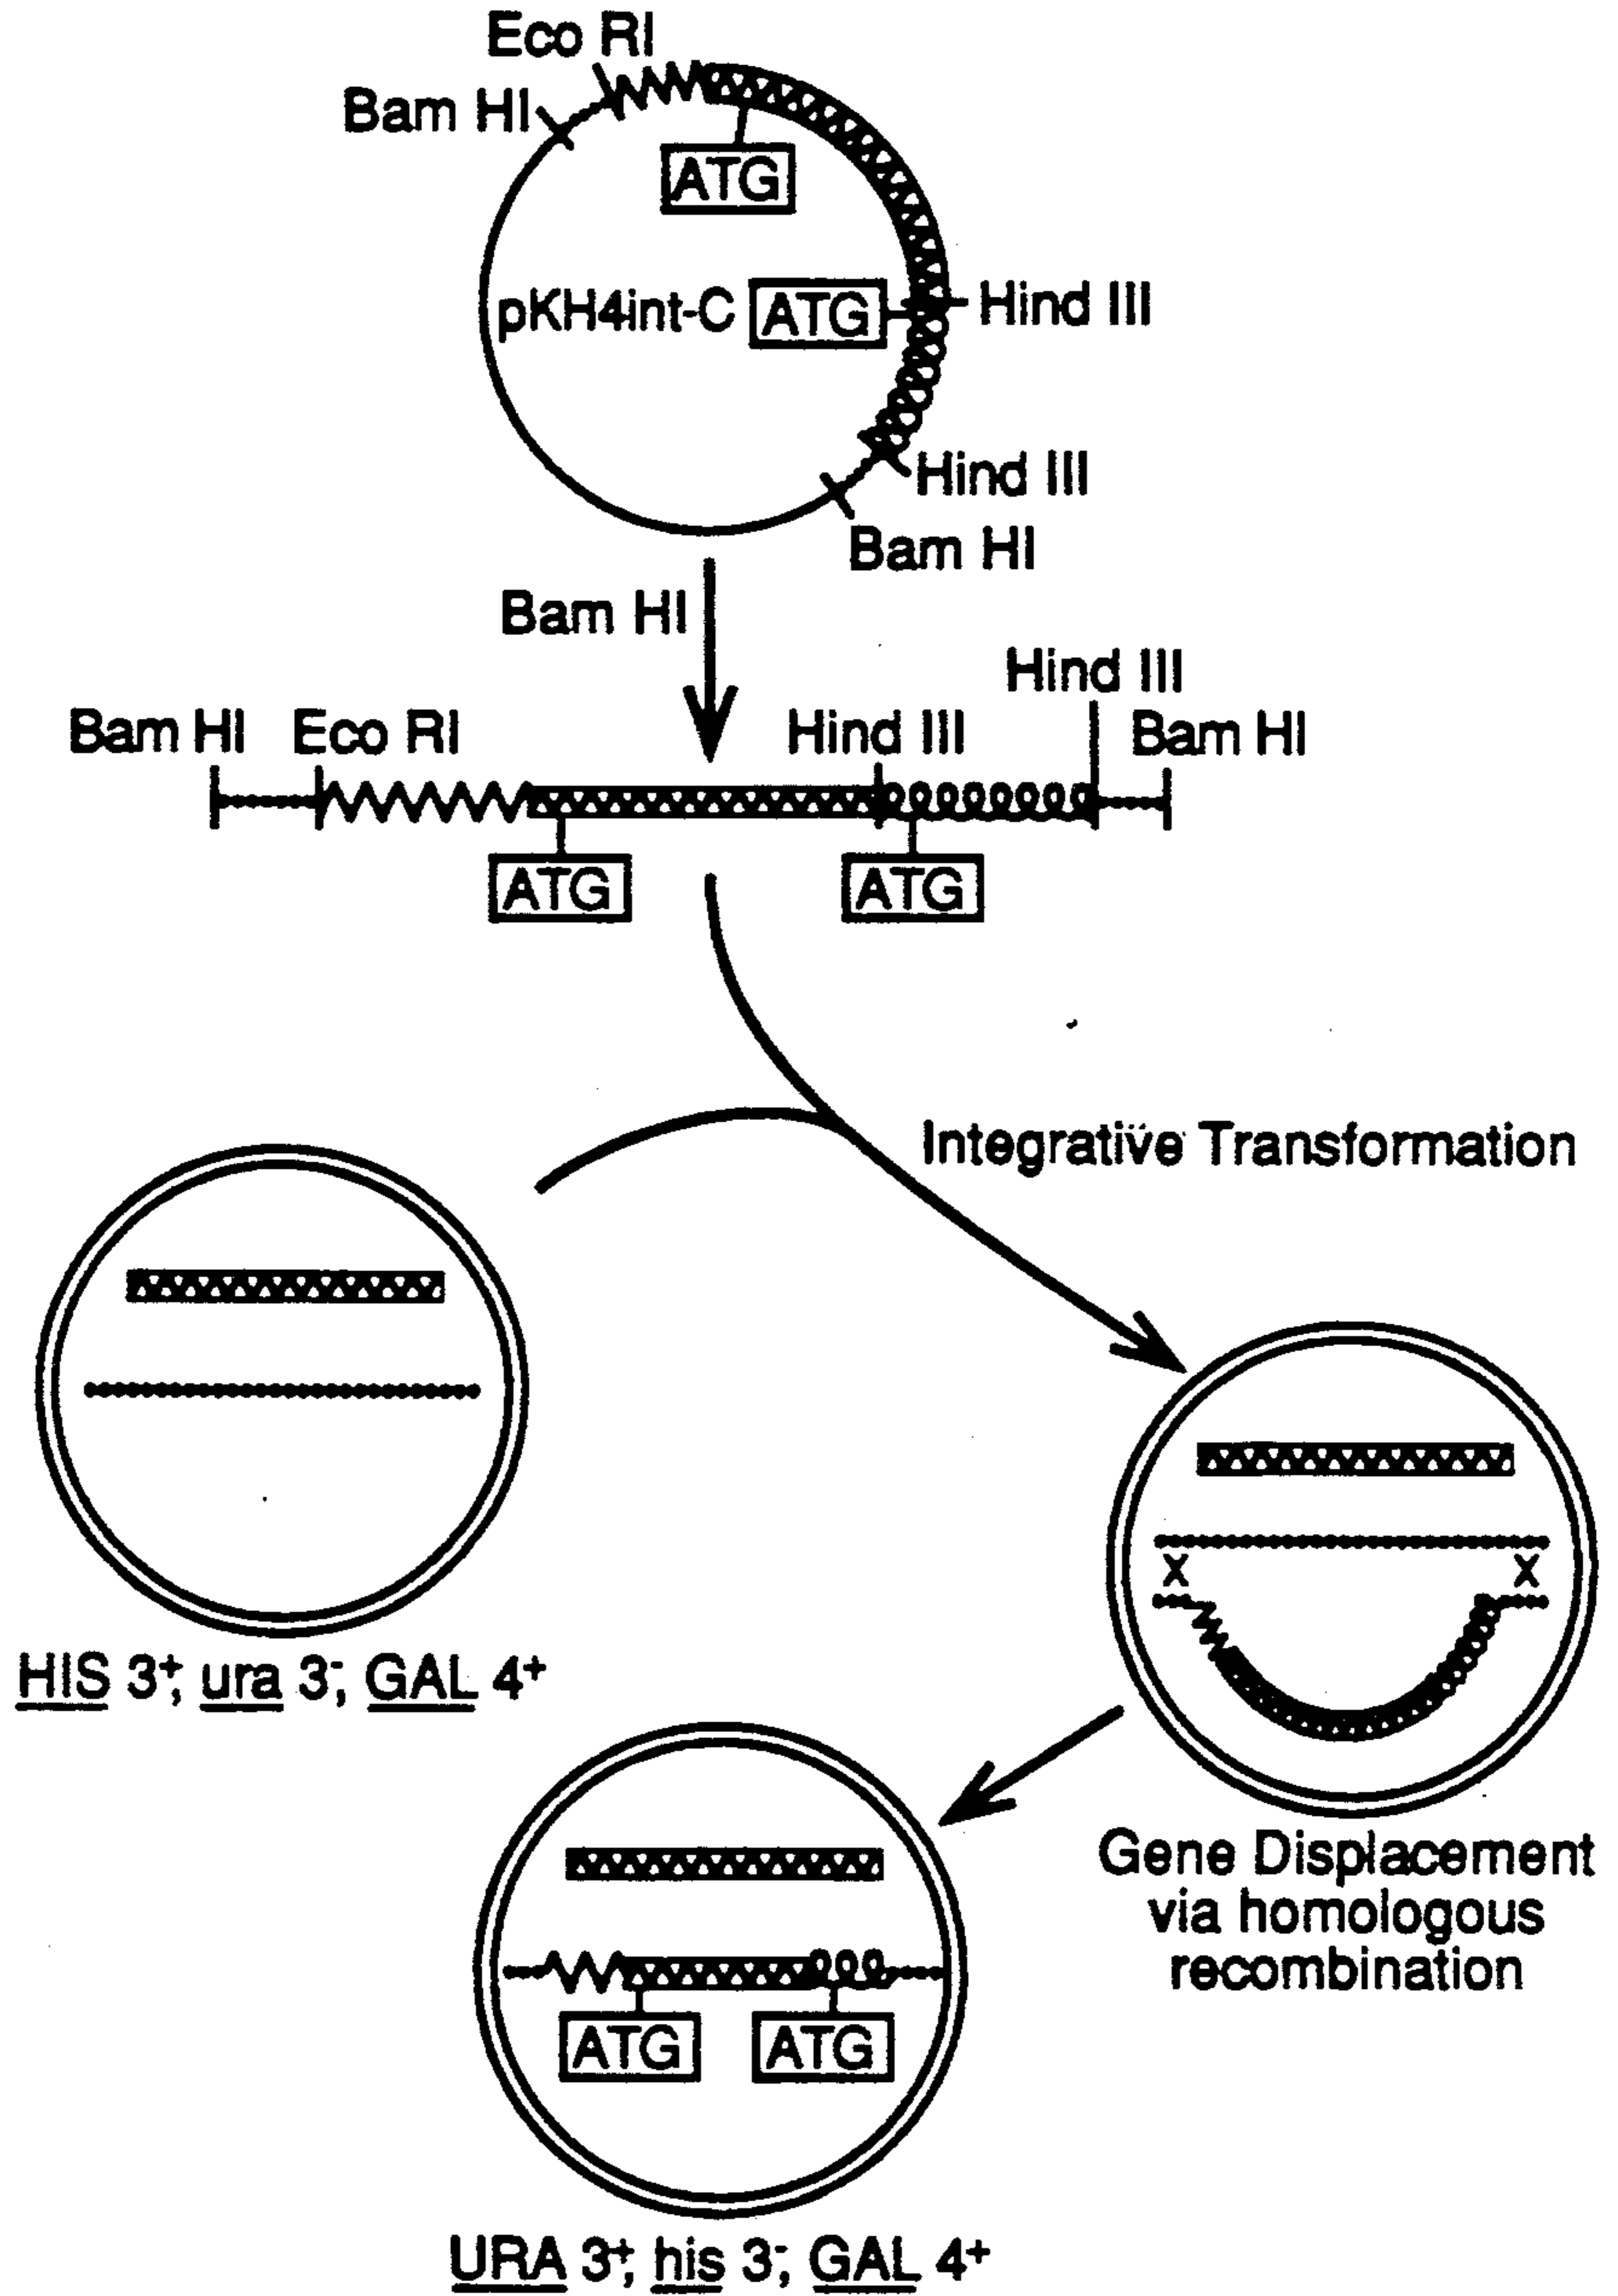 Eco RI
Bam HI
ATG
pKH4int-C ATG Hind III
Hind III
Bam HI
Bam HI
Hind III
Bam HI Eco RI Hind III Bam HI
ATG ATG
Integrative Transformation
HIS 3+; ura 3-; GAL 4+
X X
Gene Displacement
via homologous
recombination
ATG ATG
URA 3+; his 3-; GAL 4+